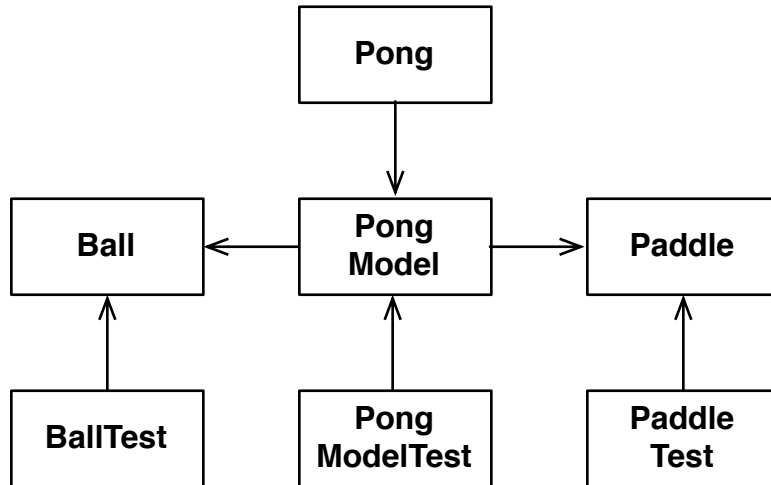 Pong
Ball
Pong
Model
Paddle
BallTest
Pong
ModelTest
Paddle
Test